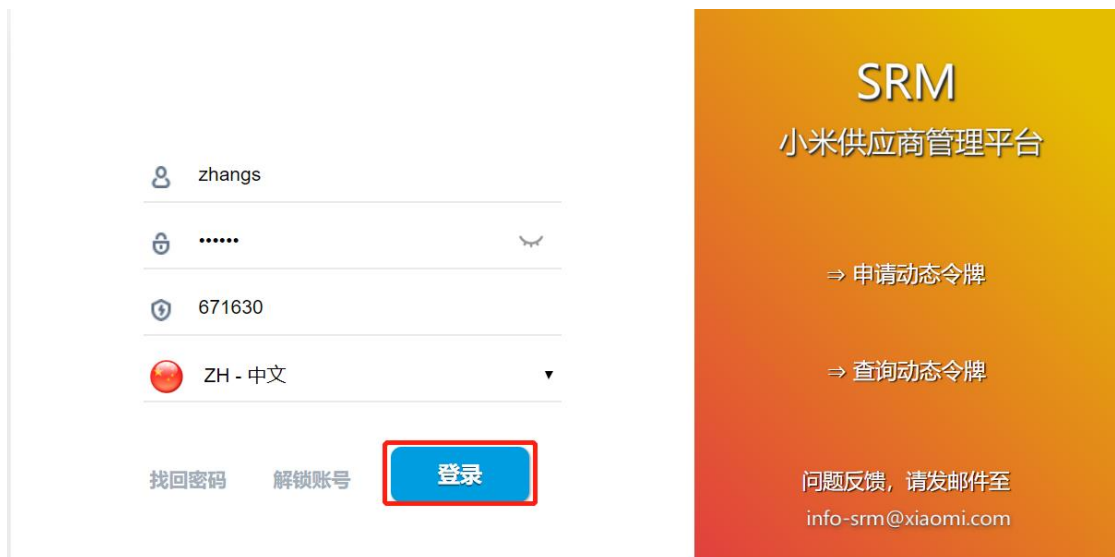 zhangs
••••••
671630
ZH - 中文
▼
找回密码
解锁账号
登录
SRM
小米供应商管理平台
⇒ 申请动态令牌
⇒ 查询动态令牌
问题反馈，请发邮件至
info-srm@xiaomi.com